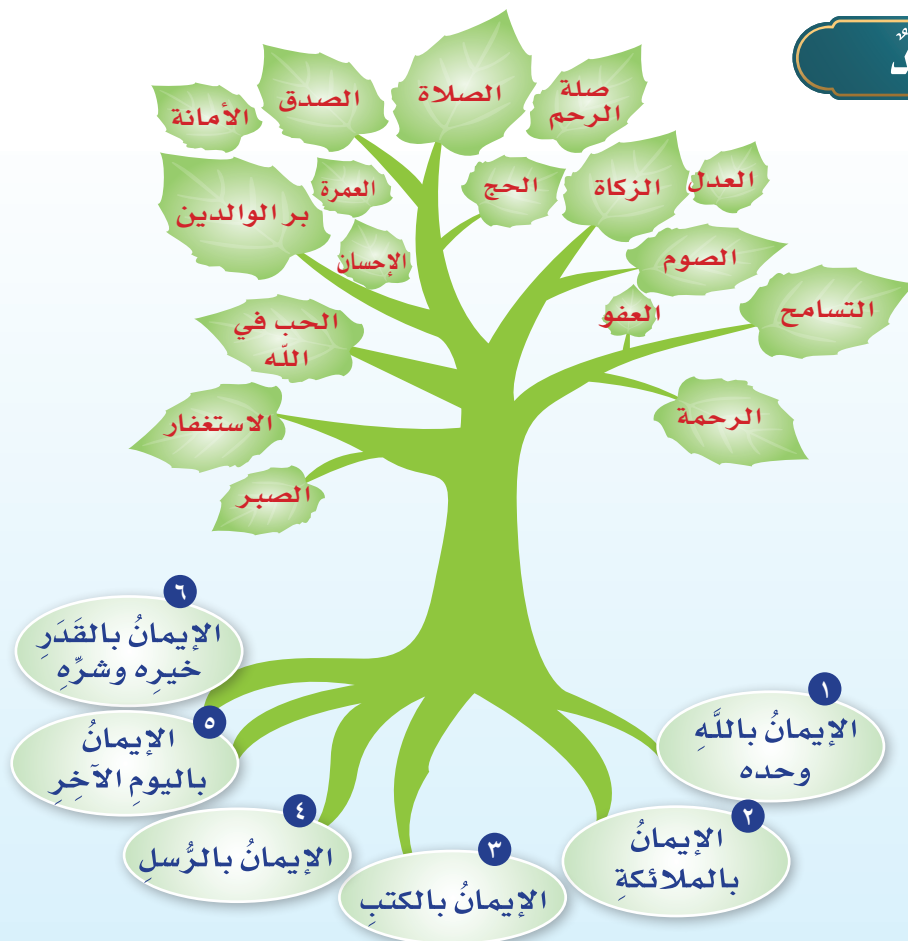 صلة
الرحم
الصلاة
الصدق
الأمانة
العدل
الزكاة
الحج
العمرة
بر الوالدين
الصوم
الإحسان
التسامح
العفو
الحب في
اللّه
الرحمة
الاستغفار
الصبر
١
الإيمانُ باللَّهِ
وحده
٢
الإيمانُ
بالملائكةِ
٣
الإيمانُ بالكتبِ
٤
الإيمانُ بالرُّسلِ
٥
الإيمانُ
باليومِ الآخِرِ
٦
الإيمانُ بالقَدَرِ
خيرِه وشرِّهِ